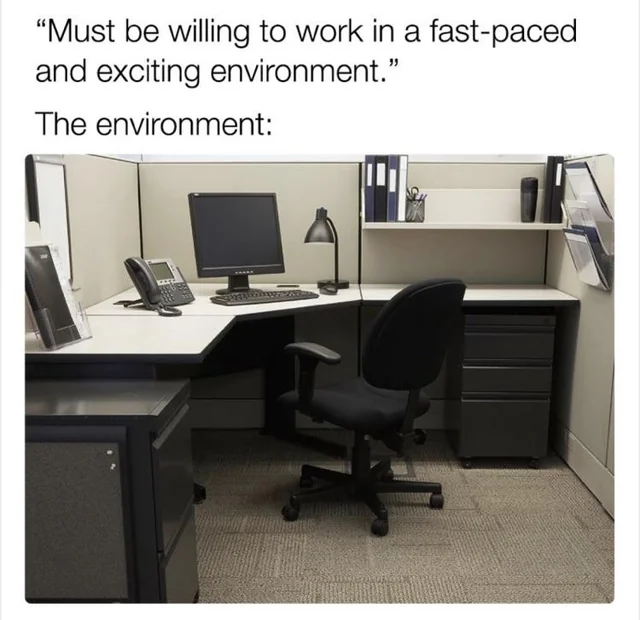 “Must be willing to work in a fast-paced
and exciting environment.”
The environment: